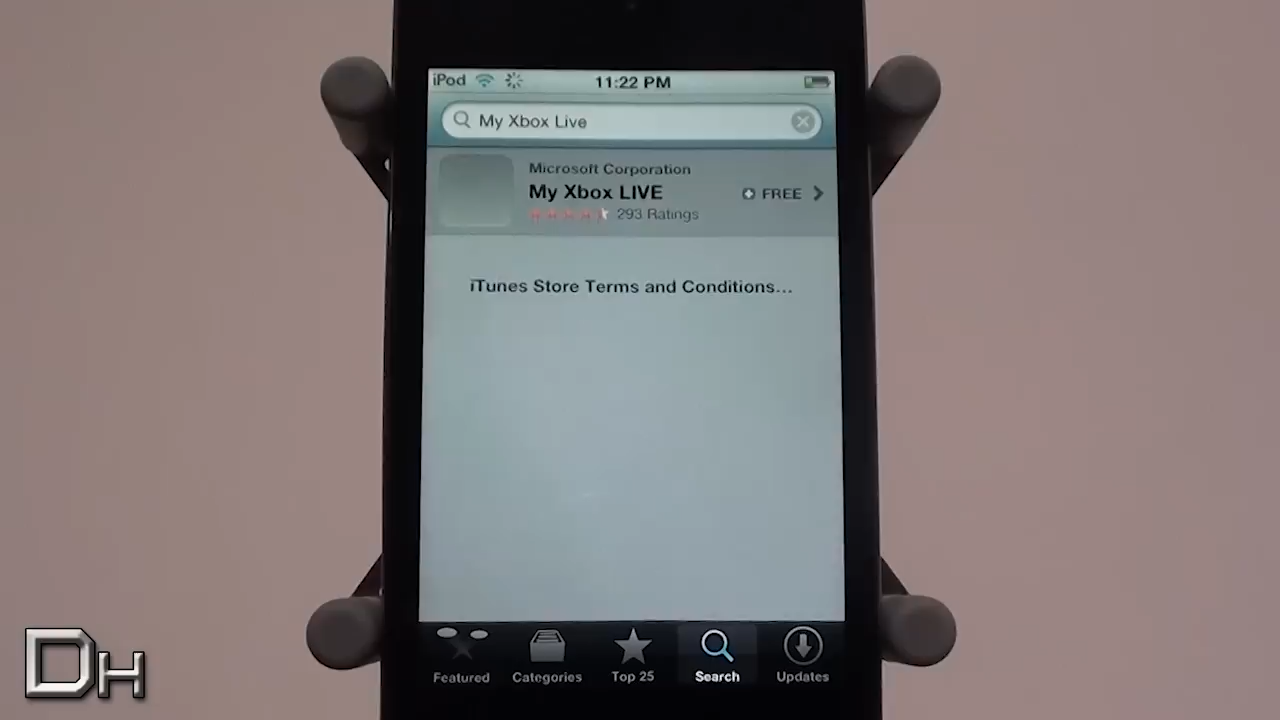 iPod 11:22 PM
My Xbox Live
Microsoft Corporation
My Xbox LIVE
FREE
293 Ratings
iTunes Store Terms and Conditions...
Featured Categories Top 25 Search Updates
DH